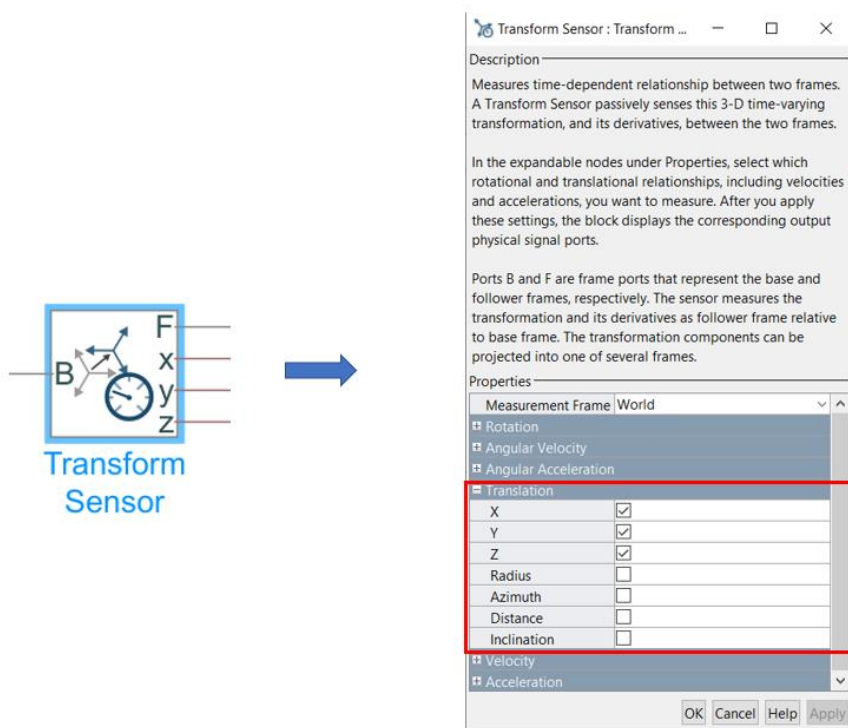 F
x
B
y
z
Transform
Sensor
Transform Sensor : Transform ...
Description
Measures time-dependent relationship between two frames.
A Transform Sensor passively senses this 3-D time-varying
transformation, and its derivatives, between the two frames.
In the expandable nodes under Properties, select which
rotational and translational relationships, including velocities
and accelerations, you want to measure. After you apply
these settings, the block displays the corresponding output
physical signal ports.
Ports B and F are frame ports that represent the base and
follower frames, respectively. The sensor measures the
transformation and its derivatives as follower frame relative
to base frame. The transformation components can be
projected into one of several frames.
Properties
Measurement Frame World
Rotation
Angular Velocity
Angular Acceleration
Translation
X
Y
Z
Radius
Azimuth
Distance
Inclination
Velocity
Acceleration
OK Cancel Help Apply